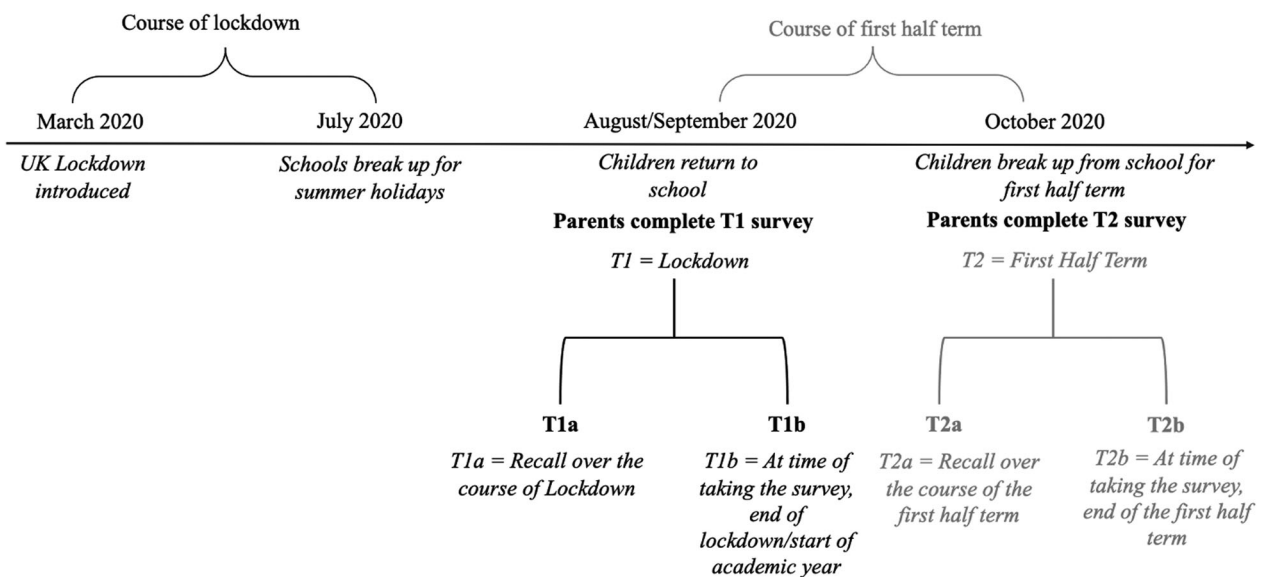 Course of lockdown
Course of first half term
March 2020
July 2020
August/September 2020
October 2020
UK Lockdown
introduced
Schools break up for
summer holidays
Children return to
school
Parents complete T1 survey
Children break up from school for
first half term
Parents complete T2 survey
T1 = Lockdown
T2 = First Half Term
T1a
T1a = Recall over the
course of Lockdown
T1b
T1b = At time of
taking the survey,
end of
lockdown/start of
academic year
T2a
T2a = Recall over
the course of the
first half term
T2b
T2b = At time of
taking the survey,
end of the first half
term